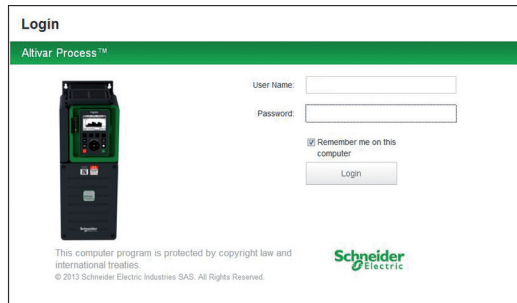 Login
Altivar Process™
User Name:
Password:
Remember me on this
computer
Login
This computer program is protected by copyright law and
international treaties.
© 2013 Schneider Electric Industries SAS. All Rights Reserved.
Schneider
Electric